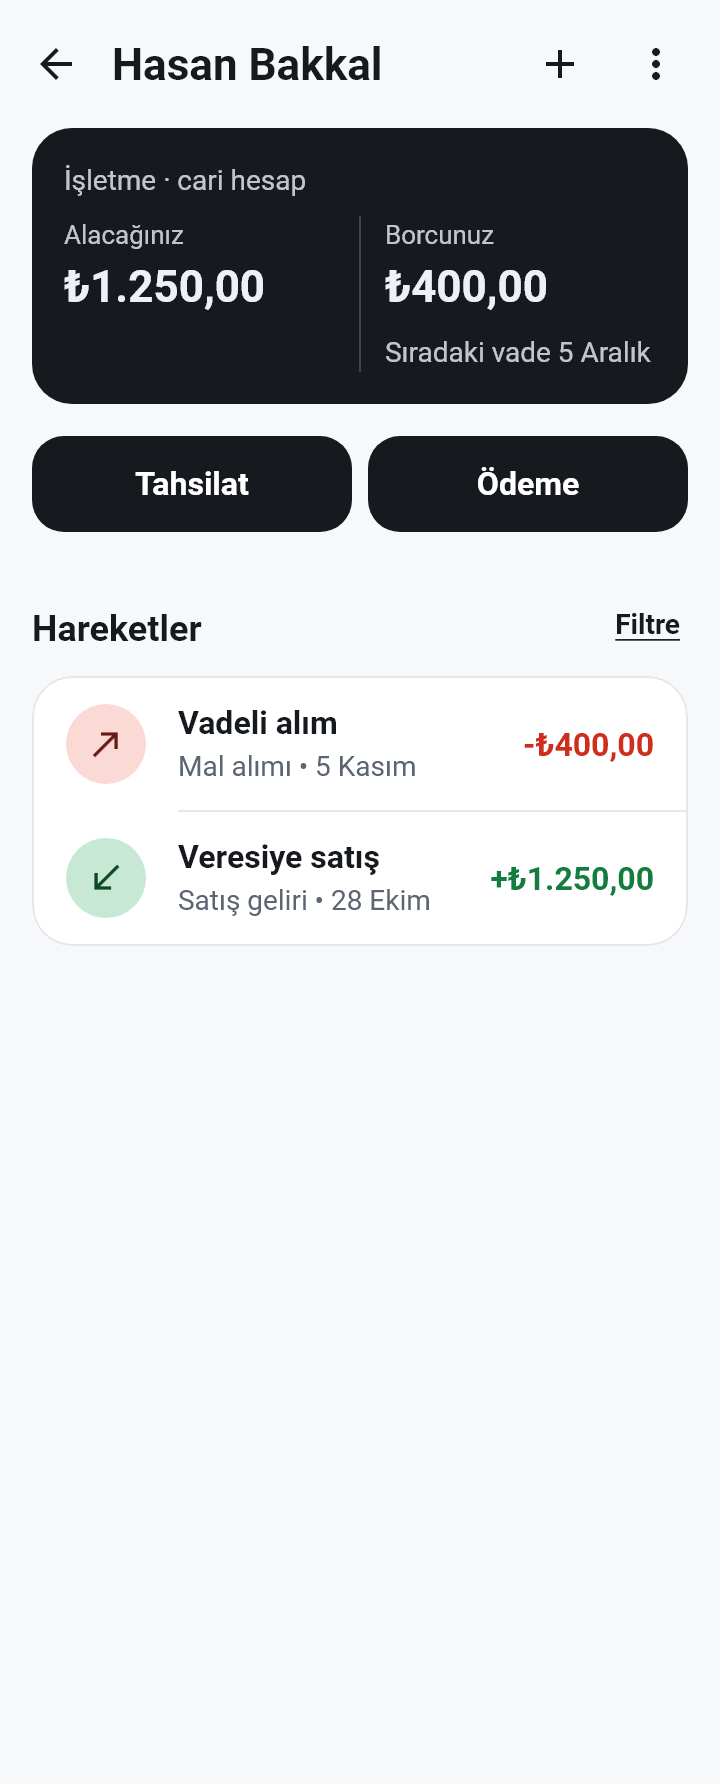 Hasan Bakkal
İşletme · cari hesap
Alacağınız
₺1.250,00
Borcunuz
₺400,00
Sıradaki vade 5 Aralık
Tahsilat
Ödeme
Hareketler
Filtre
Vadeli alım
Mal alımı • 5 Kasım
-₺400,00
Veresiye satış
Satış geliri • 28 Ekim
+₺1.250,00